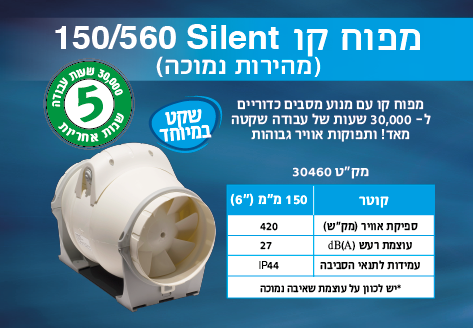 מפוח קו 150/560 Silent
(מהירות נמוכה)
30,000 שעות עבודה
5
שנות אחריות
שקט
במיוחד
מפוח קו עם מנוע מסבים כדוריים
ל- 30,000 שעות של עבודה שקטה
מאד! ותפוקות אוויר גבוהות
מק"ט 30460
קוטר 150 מ"מ ("6)
ספיקת אוויר (מק"ש) 420
עוצמת רעש dB(A) 27
עמידות לתנאי הסביבה IP44
*יש לכוון על עוצמת שאיבה נמוכה